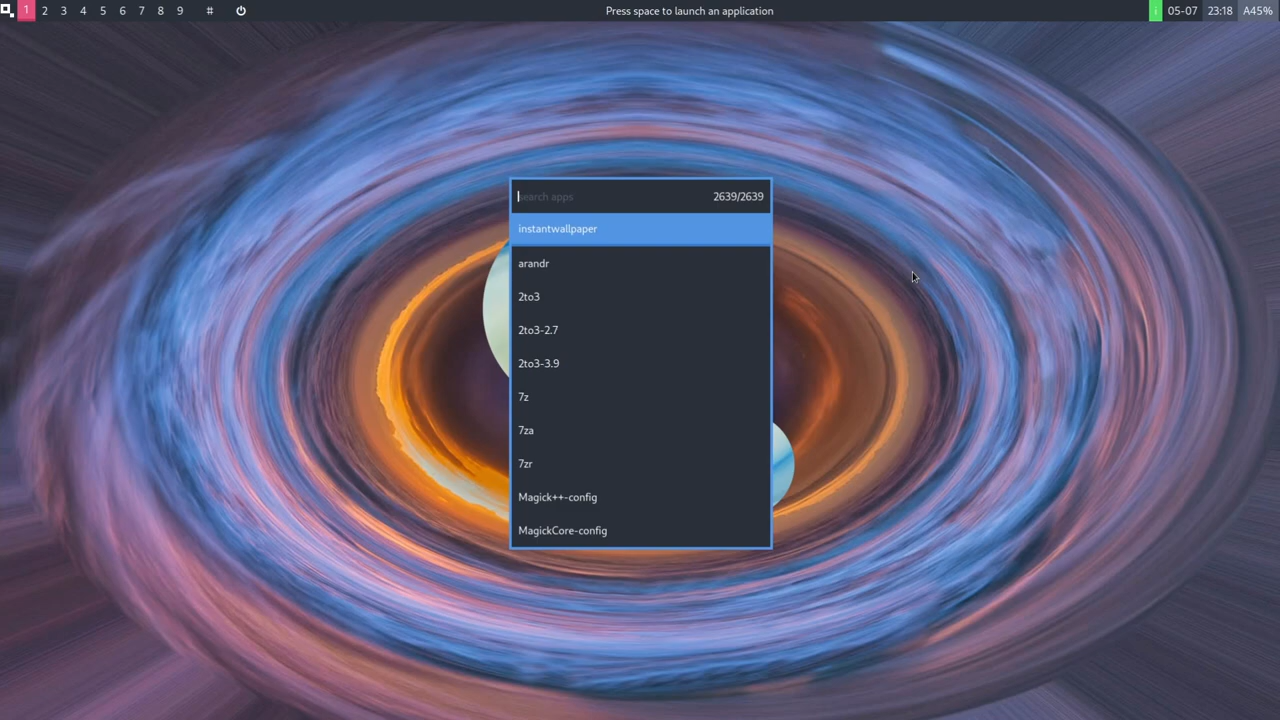 1 2 3 4 5 6 7 8 9 # Press space to launch an application i 05-07 23:18 A45%
search apps 2639/2639
instantwallpaper
arandr
2to3
2to3-2.7
2to3-3.9
7z
7za
7zr
Magick++-config
MagickCore-config